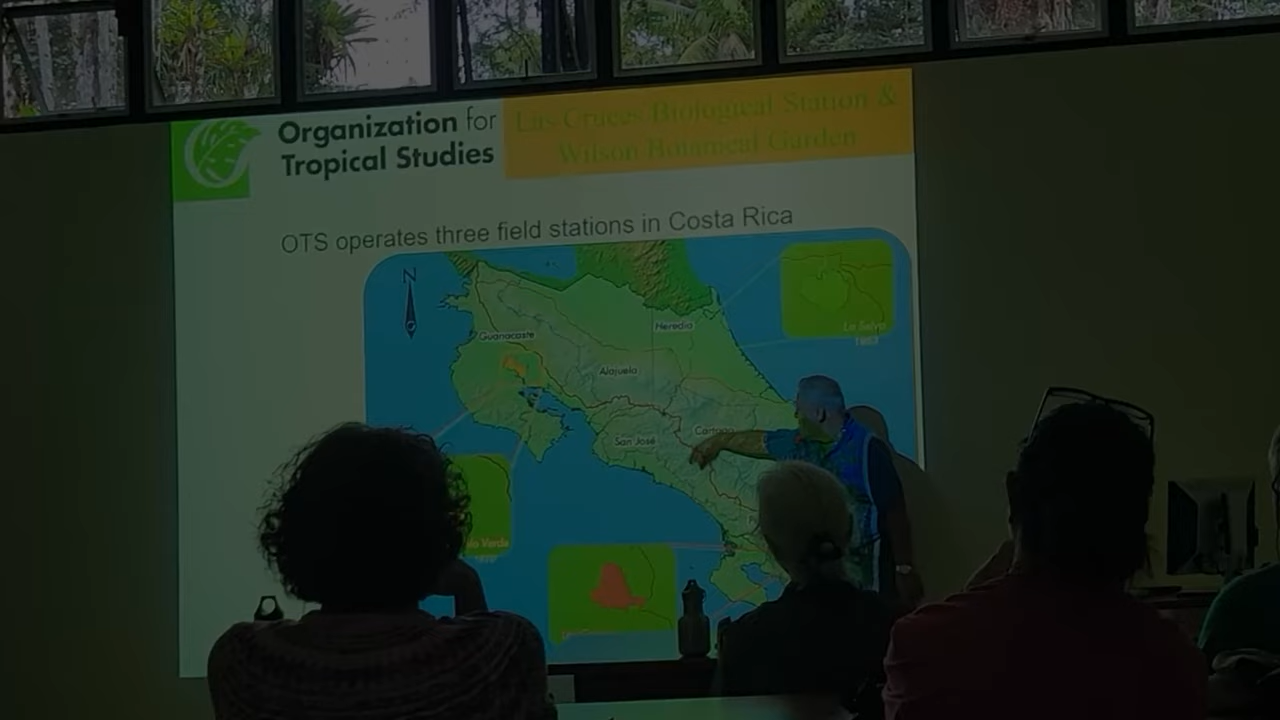 Organization for
Tropical Studies
Las Cruces Biological Station &
Wilson Botanical Garden
OTS operates three field stations in Costa Rica
N
Guanacaste
Heredia
La Selva
Alajuela
San José
Cartago
Verde